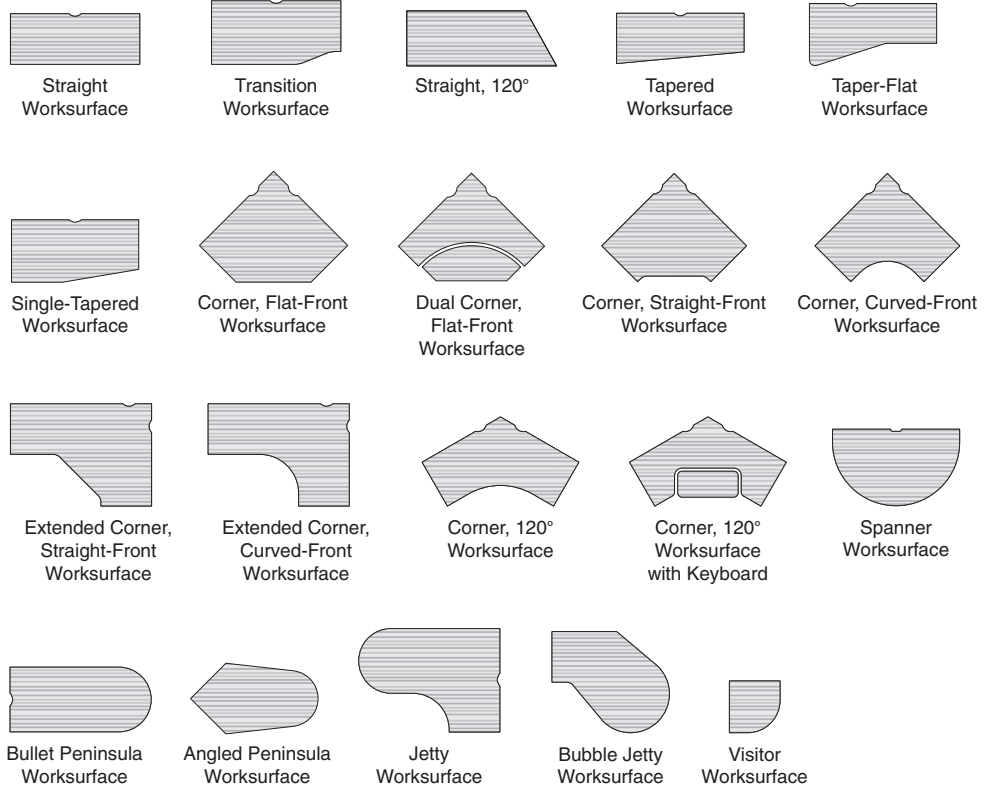 Straight
Worksurface
Transition
Worksurface
Straight, 120°
Tapered
Worksurface
Taper-Flat
Worksurface
Single-Tapered
Worksurface
Corner, Flat-Front
Worksurface
Dual Corner,
Flat-Front
Worksurface
Corner, Straight-Front
Worksurface
Corner, Curved-Front
Worksurface
Extended Corner,
Straight-Front
Worksurface
Extended Corner,
Curved-Front
Worksurface
Corner, 120°
Worksurface
Corner, 120°
Worksurface
with Keyboard
Spanner
Worksurface
Bullet Peninsula
Worksurface
Angled Peninsula
Worksurface
Jetty
Worksurface
Bubble Jetty
Worksurface
Visitor
Worksurface